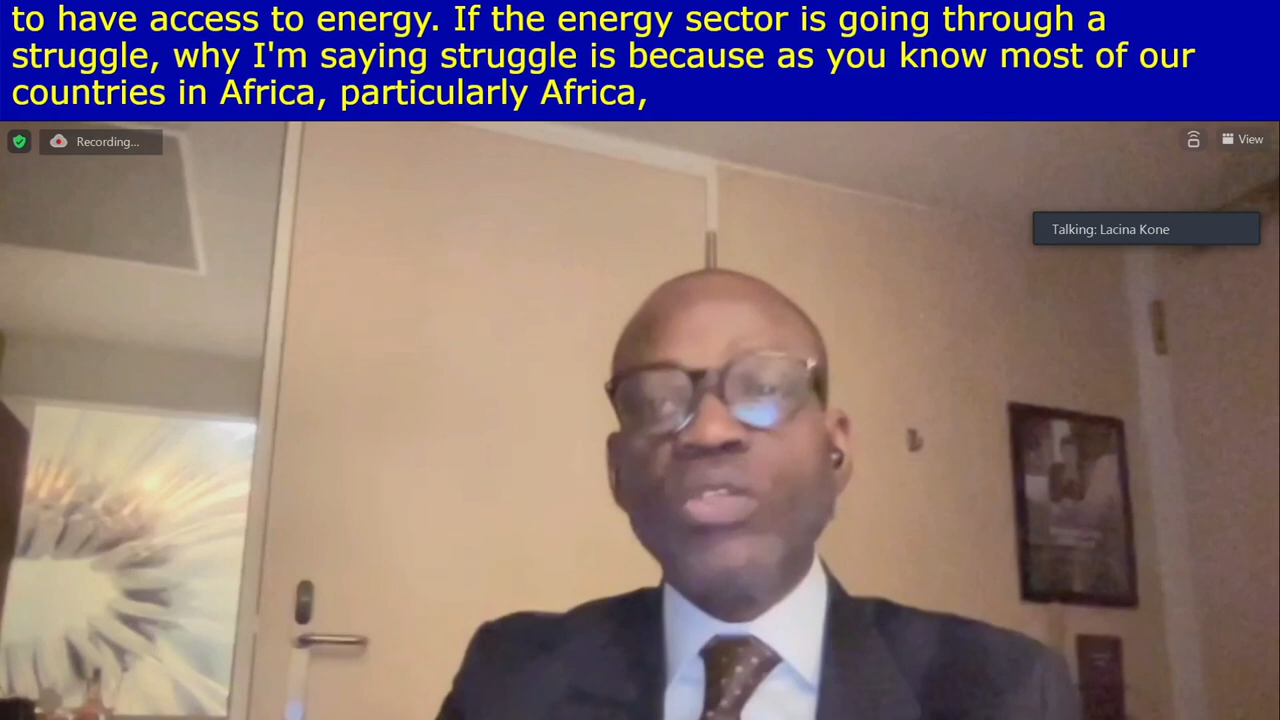 to have access to energy. If the energy sector is going through a
struggle, why I'm saying struggle is because as you know most of our
countries in Africa, particularly Africa,
Recording...
View
Talking: Lacina Kone